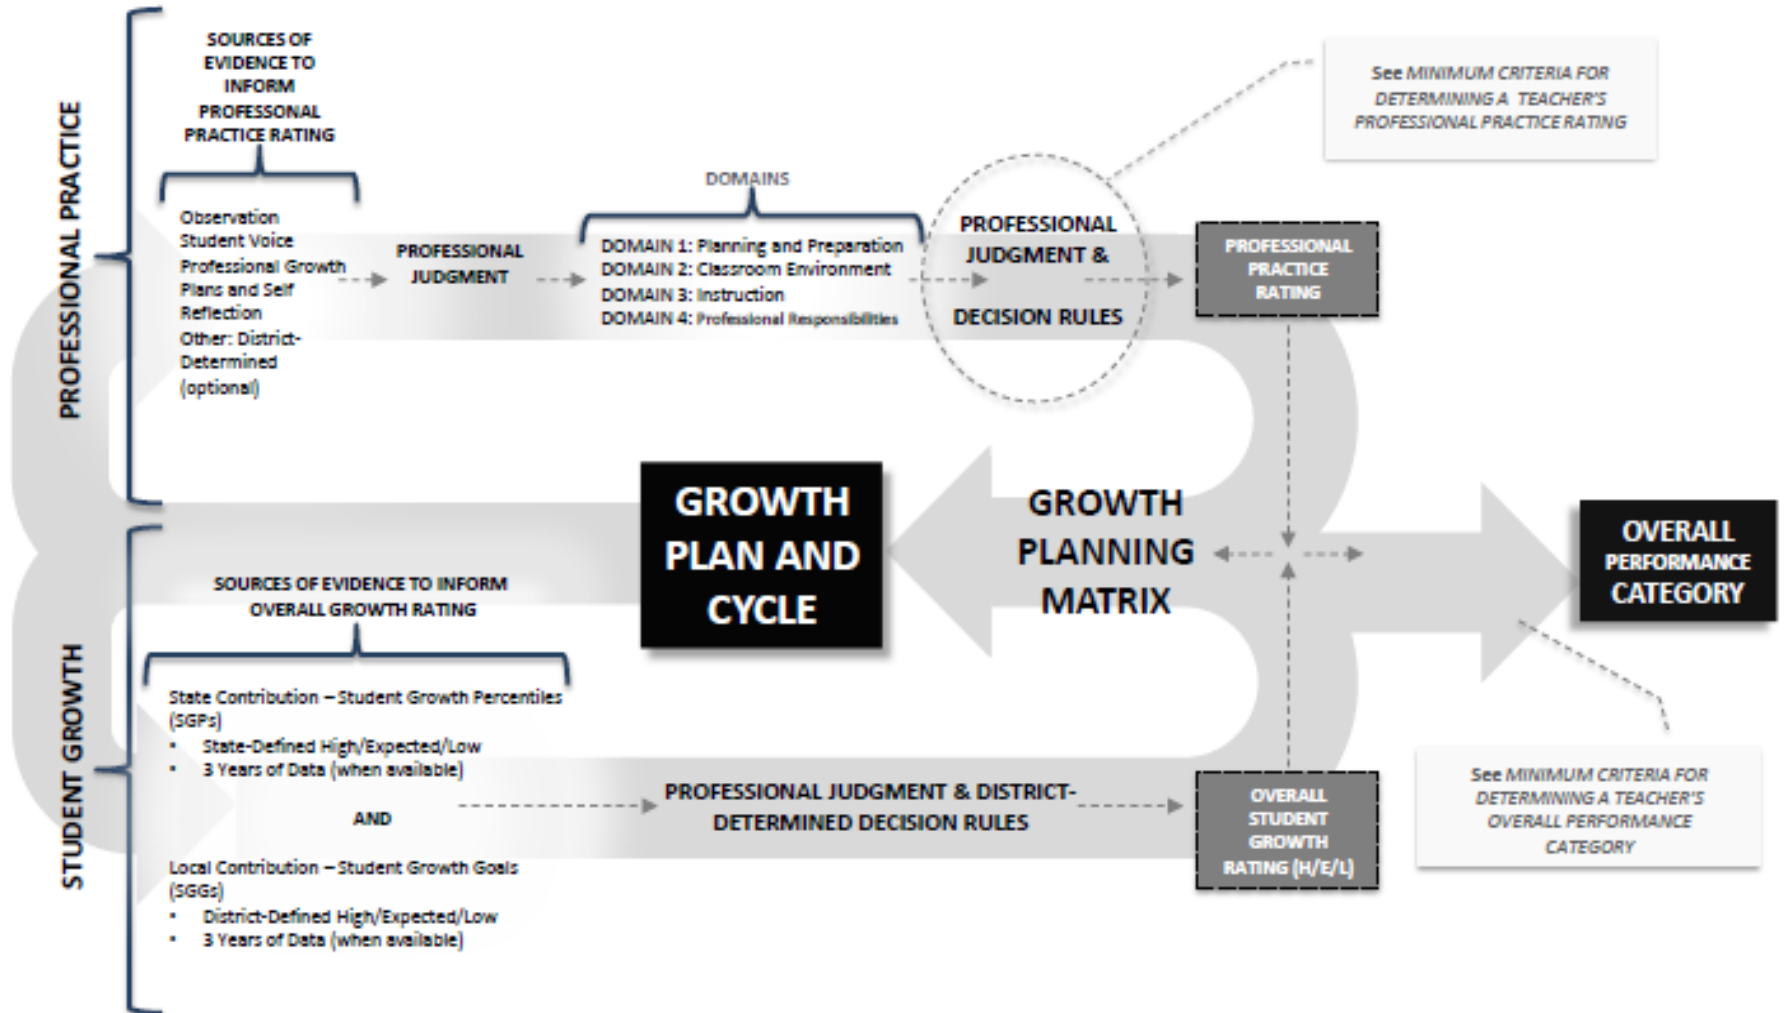 PROFESSIONAL PRACTICE
SOURCES OF
EVIDENCE TO
INFORM
PROFESSONAL
PRACTICE RATING
Observation
Student Voice
Professional Growth
Plans and Self
Reflection
Other: District-
Determined
(optional)
PROFESSIONAL
JUDGMENT
DOMAINS
DOMAIN 1: Planning and Preparation
DOMAIN 2: Classroom Environment
DOMAIN 3: Instruction
DOMAIN 4: Professional Responsibilities
PROFESSIONAL
JUDGMENT &
DECISION RULES
See MINIMUM CRITERIA FOR
DETERMINING A TEACHER'S
PROFESSIONAL PRACTICE RATING
PROFESSIONAL
PRACTICE
RATING
GROWTH
PLAN AND
CYCLE
GROWTH
PLANNING
MATRIX
OVERALL
PERFORMANCE
CATEGORY
STUDENT GROWTH
SOURCES OF EVIDENCE TO INFORM
OVERALL GROWTH RATING
State Contribution – Student Growth Percentiles
(SGPs)
▪ State-Defined High/Expected/Low
▪ 3 Years of Data (when available)
AND
Local Contribution – Student Growth Goals
(SGGs)
▪ District-Defined High/Expected/Low
▪ 3 Years of Data (when available)
PROFESSIONAL JUDGMENT & DISTRICT-
DETERMINED DECISION RULES
OVERALL
STUDENT
GROWTH
RATING (H/E/L)
See MINIMUM CRITERIA FOR
DETERMINING A TEACHER'S
OVERALL PERFORMANCE
CATEGORY